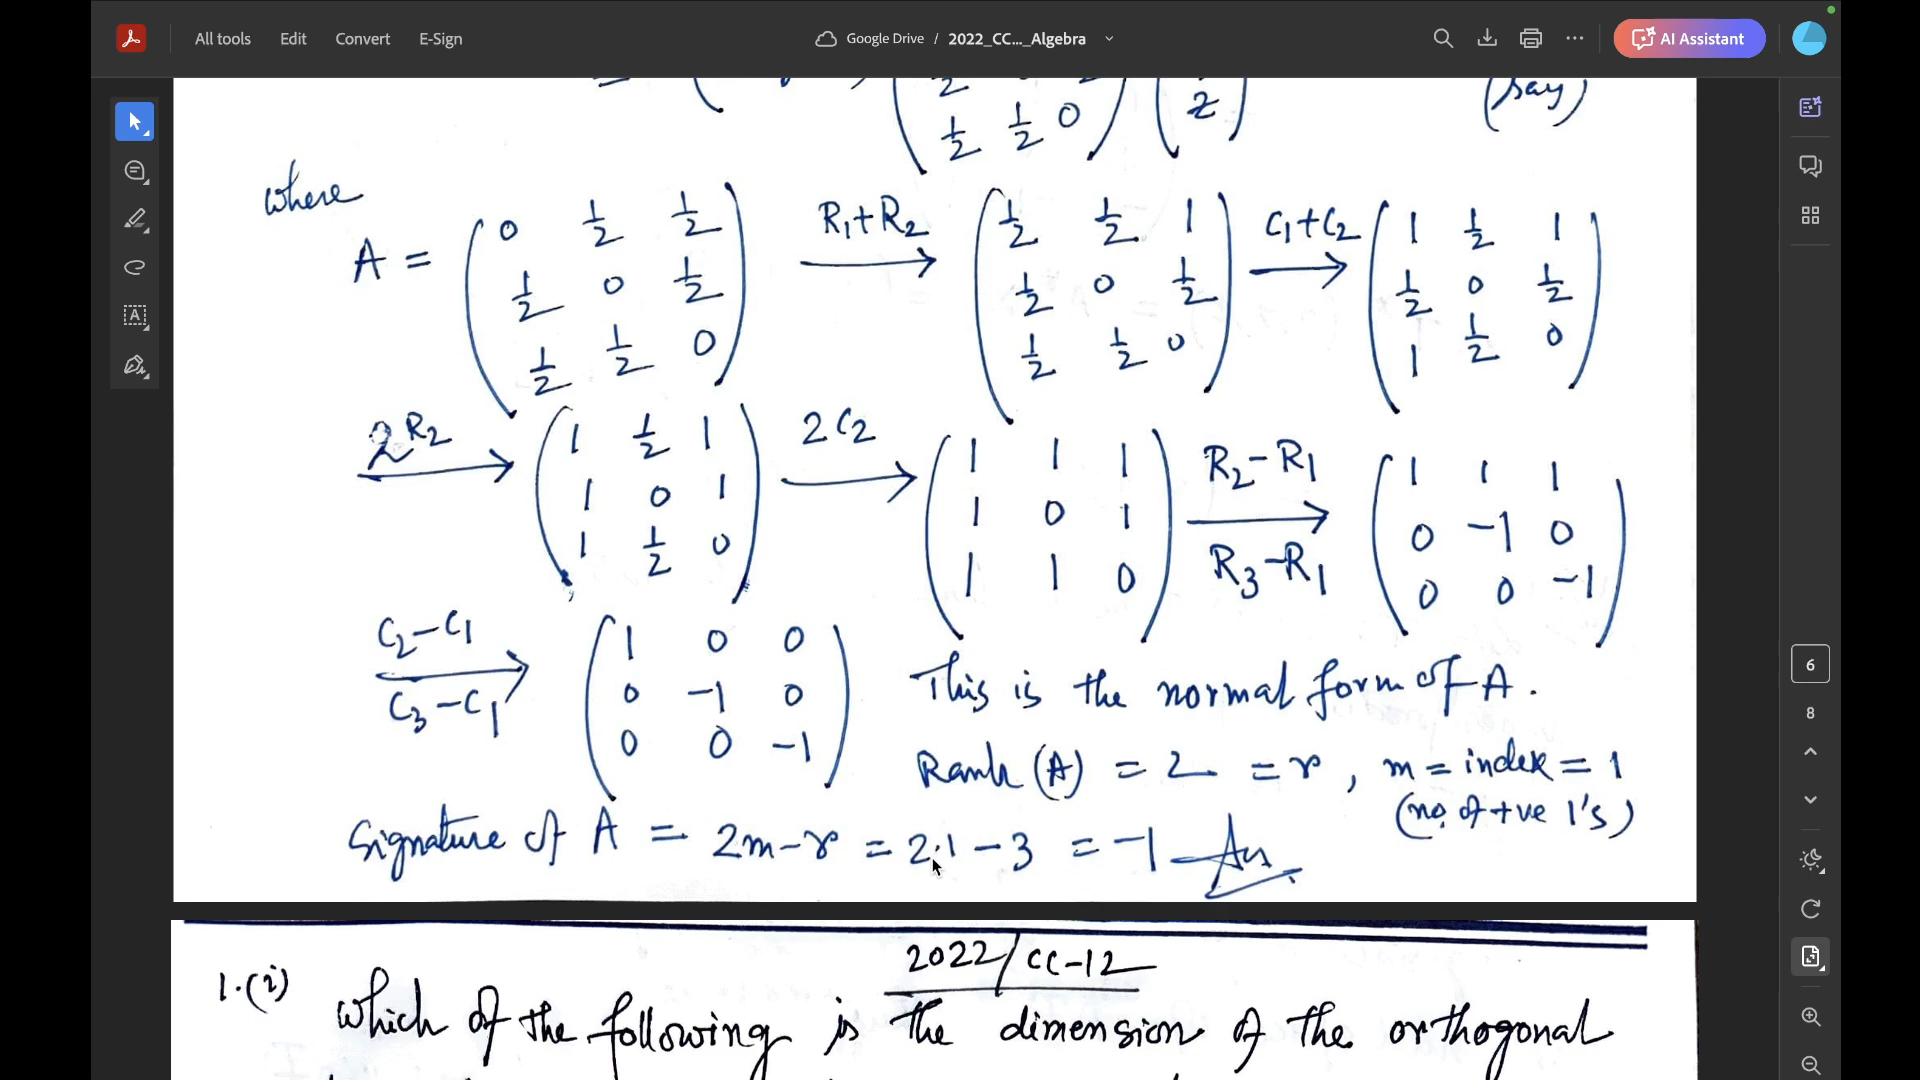 All tools Edit Convert E-Sign Google Drive / 2022_CC..._Algebra AI Assistant
1/2 1/2 0 z (say)
where
A = ( 0 1/2 1/2 ; 1/2 0 1/2 ; 1/2 1/2 0 ) R1+R2 → ( 1/2 1/2 1 ; 1/2 0 1/2 ; 1/2 1/2 0 ) C1+C2 → ( 1 1/2 1 ; 1/2 0 1/2 ; 1 1/2 0 )
2R2 → ( 1 1/2 1 ; 1 0 1 ; 1 1/2 0 ) 2C2 → ( 1 1 1 ; 1 0 1 ; 1 1 0 ) R2-R1 R3-R1 → ( 1 1 1 ; 0 -1 0 ; 0 0 -1 )
C2-C1 C3-C1 → ( 1 0 0 ; 0 -1 0 ; 0 0 -1 ) This is the normal form of A.
Rank (A) = 2 = r, m = index = 1
(no. of +ve 1's)
Signature of A = 2m-r = 2.1 - 3 = -1 Ans
6
8
2022/CC-12
1.(i) Which of the following is the dimension of the orthogonal